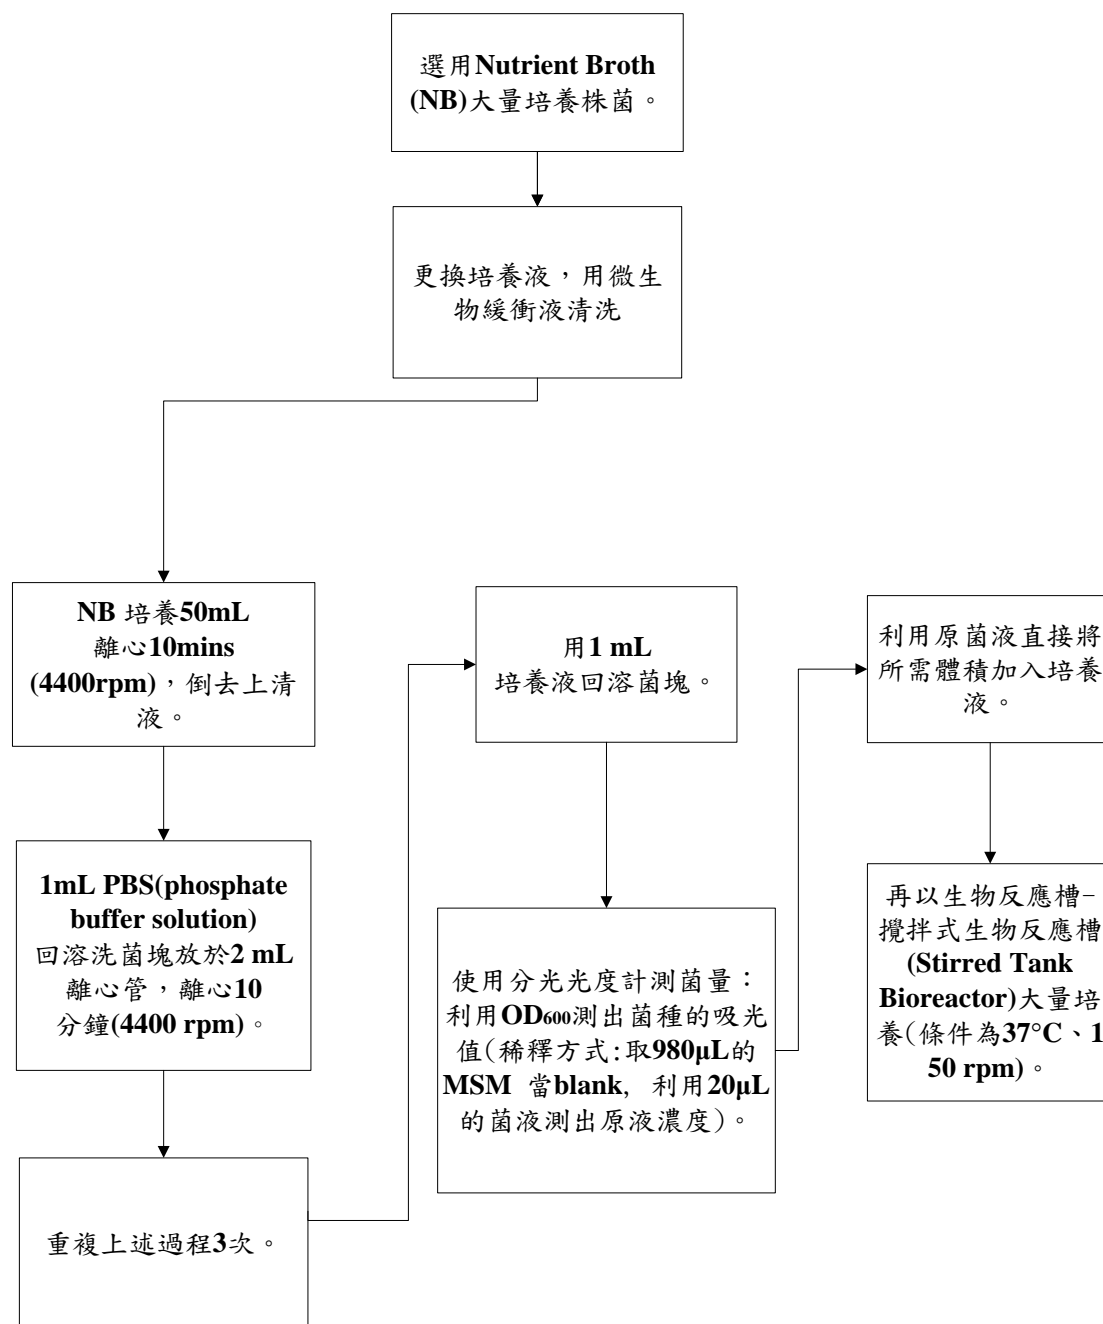 選用Nutrient Broth
(NB)大量培養株菌。
更換培養液，用微生
物緩衝液清洗
NB 培養50mL
離心10mins
(4400rpm)，倒去上清
液。
1mL PBS(phosphate
buffer solution)
回溶洗菌塊放於2 mL
離心管，離心10
分鐘(4400 rpm)。
重複上述過程3次。
用1 mL
培養液回溶菌塊。
使用分光光度計測菌量：
利用OD600測出菌種的吸光
值(稀釋方式:取980μL的
MSM 當blank, 利用20μL
的菌液測出原液濃度)。
利用原菌液直接將
所需體積加入培養
液。
再以生物反應槽-
攪拌式生物反應槽
(Stirred Tank
Bioreactor)大量培
養(條件為37°C、1
50 rpm)。